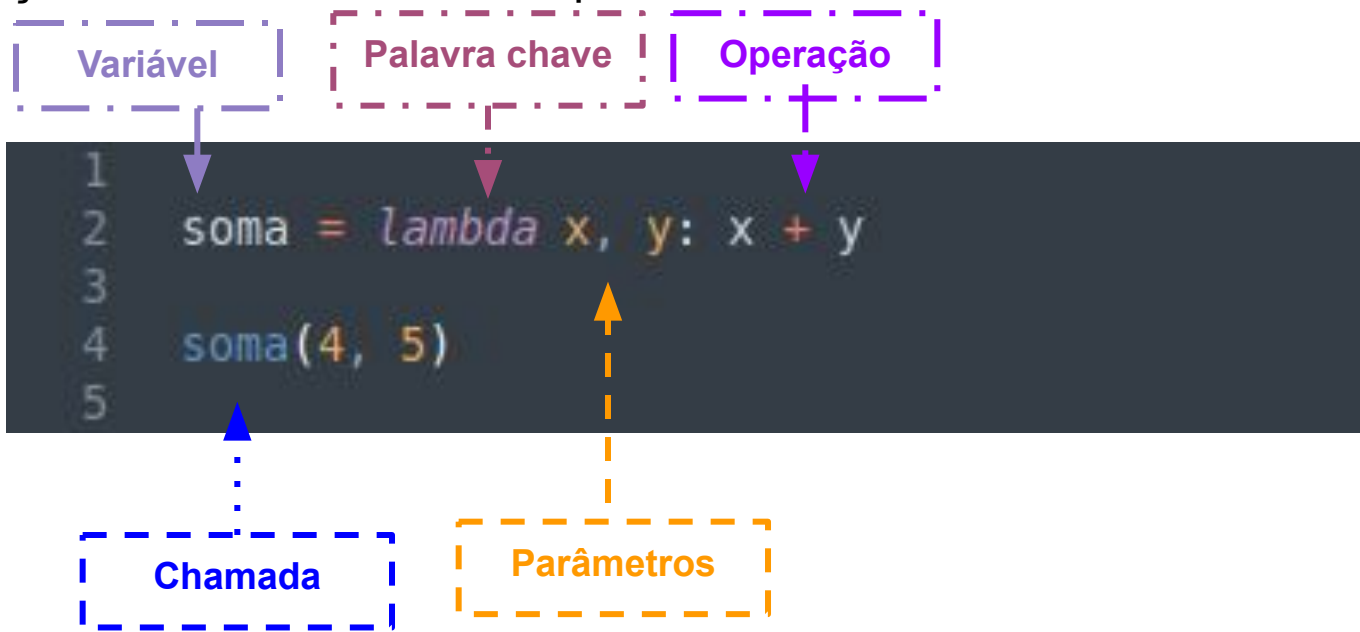 Variável
Palavra chave
Operação
1
2 soma = lambda x, y: x + y
3
4 soma(4, 5)
5
Chamada
Parâmetros